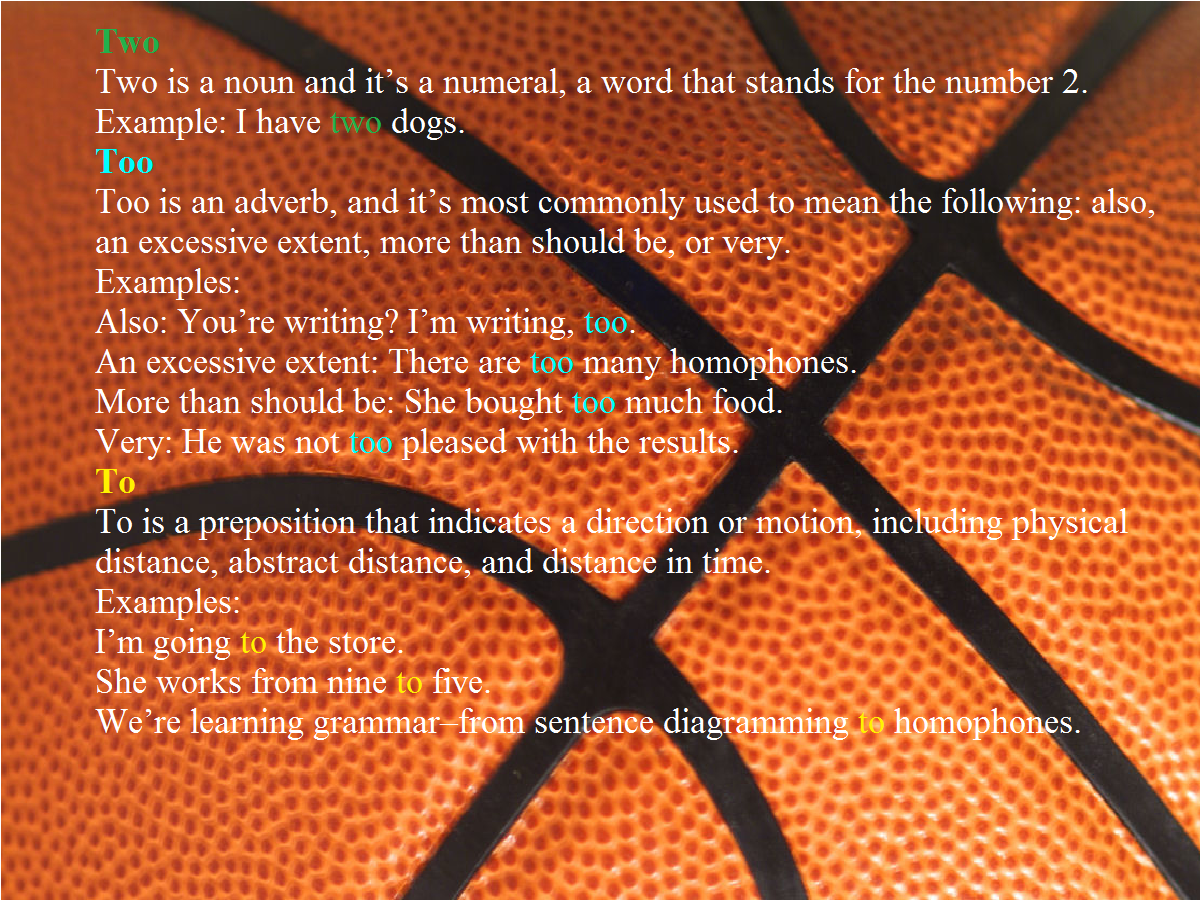 Two
Two is a noun and it’s a numeral, a word that stands for the number 2.
Example: I have two dogs.
Too
Too is an adverb, and it’s most commonly used to mean the following: also,
an excessive extent, more than should be, or very.
Examples:
Also: You’re writing? I’m writing, too.
An excessive extent: There are too many homophones.
More than should be: She bought too much food.
Very: He was not too pleased with the results.
To
To is a preposition that indicates a direction or motion, including physical
distance, abstract distance, and distance in time.
Examples:
I’m going to the store.
She works from nine to five.
We’re learning grammar–from sentence diagramming to homophones.